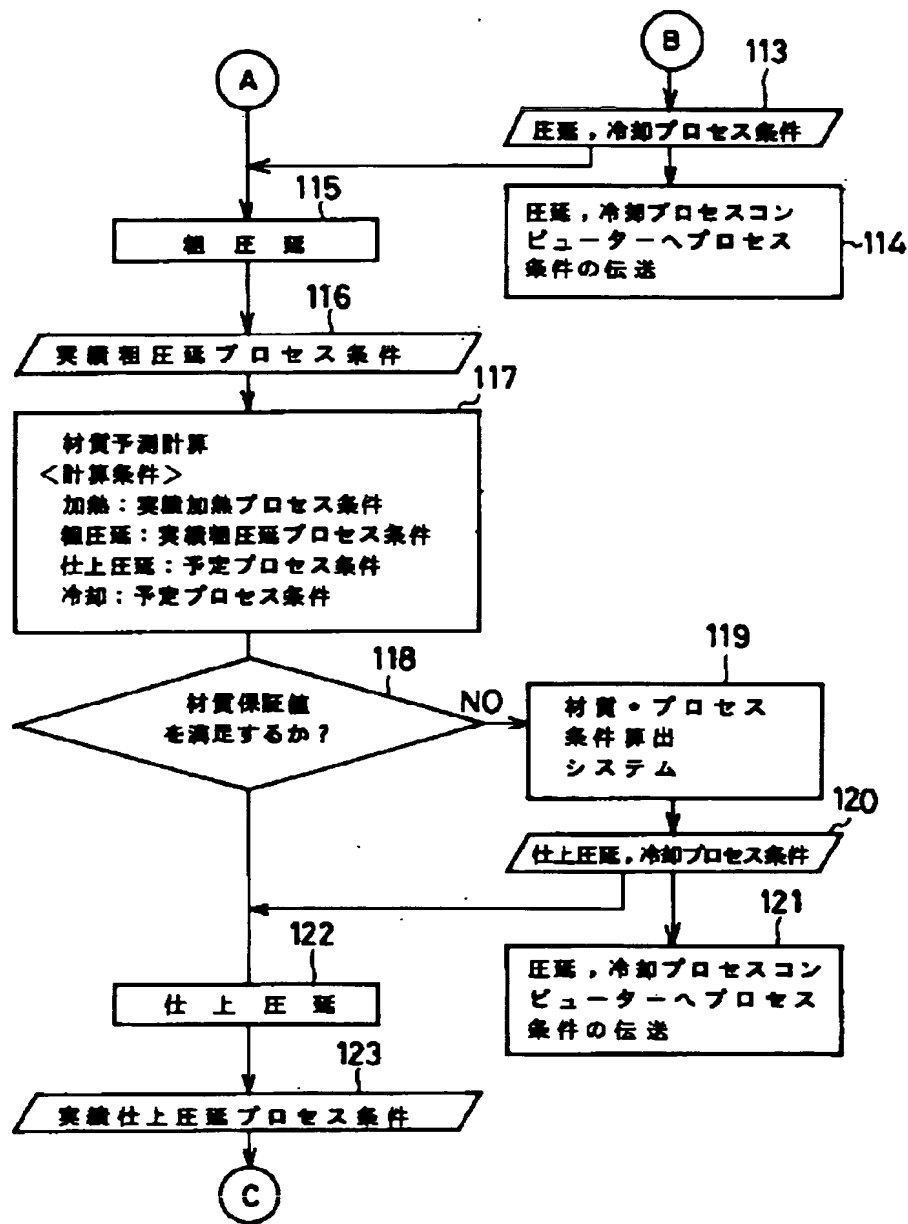 A
B
113
圧延，冷却プロセス条件
115
粗圧延
圧延，冷却プロセスコン
ピューターへプロセス
条件の伝送
114
116
実績粗圧延プロセス条件
117
材質予測計算
<計算条件>
加熱：実績加熱プロセス条件
粗圧延：実績粗圧延プロセス条件
仕上圧延：予定プロセス条件
冷却：予定プロセス条件
118
材質保証値
を満足するか？
NO
119
材質・プロセス
条件算出
システム
120
仕上圧延，冷却プロセス条件
121
圧延，冷却プロセスコン
ピューターへプロセス
条件の伝送
122
仕上圧延
123
実績仕上圧延プロセス条件
C